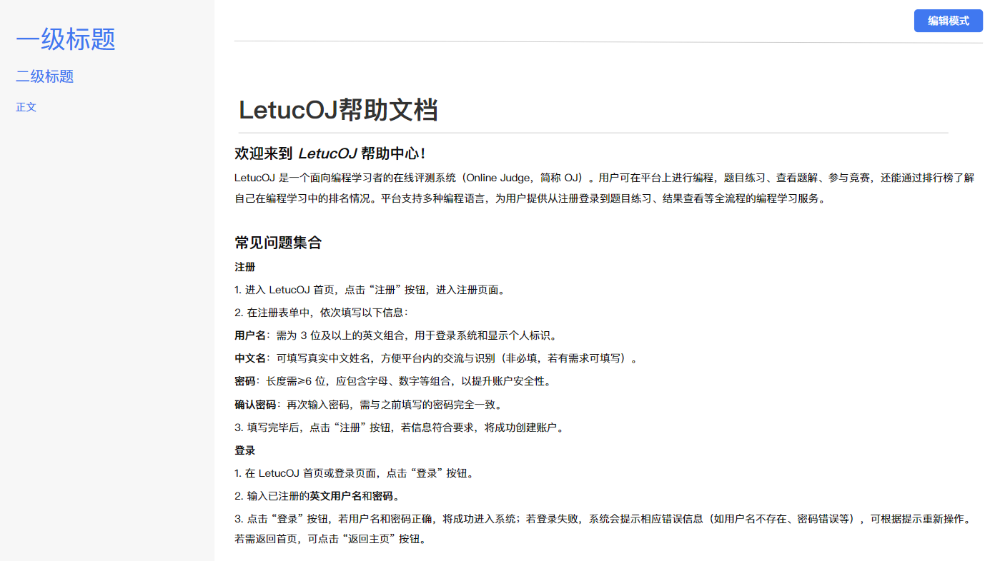 一级标题
二级标题
正文
编辑模式
LetucOJ帮助文档
欢迎来到 LetucOJ 帮助中心！
LetucOJ 是一个面向编程学习者的在线评测系统（Online Judge，简称 OJ）。用户可在平台上进行编程，题目练习、查看题解、参与竞赛，还能通过排行榜了解
自己在编程学习中的排名情况。平台支持多种编程语言，为用户提供从注册登录到题目练习、结果查看等全流程的编程学习服务。
常见问题集合
注册
1. 进入 LetucOJ 首页，点击“注册”按钮，进入注册页面。
2. 在注册表单中，依次填写以下信息：
用户名：需为 3 位及以上的英文组合，用于登录系统和显示个人标识。
中文名：可填写真实中文姓名，方便平台内的交流与识别（非必填，若有需求可填写）。
密码：长度需≥6 位，应包含字母、数字等组合，以提升账户安全性。
确认密码：再次输入密码，需与之前填写的密码完全一致。
3. 填写完毕后，点击“注册”按钮，若信息符合要求，将成功创建账户。
登录
1. 在 LetucOJ 首页或登录页面，点击“登录”按钮。
2. 输入已注册的英文用户名和密码。
3. 点击“登录”按钮，若用户名和密码正确，将成功进入系统；若登录失败，系统会提示相应错误信息（如用户名不存在、密码错误等），可根据提示重新操作。
若需返回首页，可点击“返回主页”按钮。